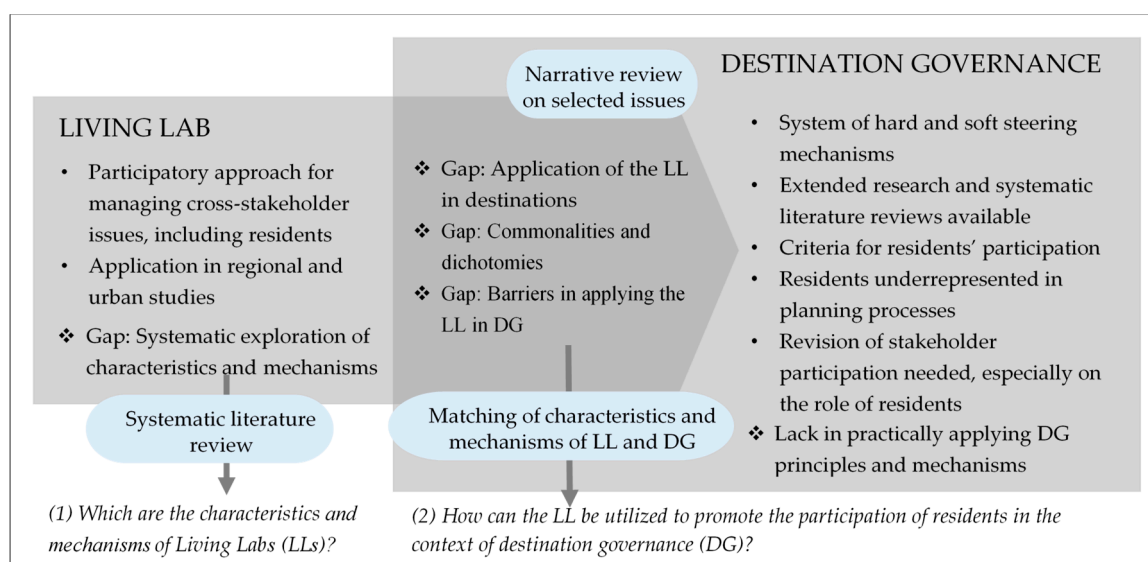 LIVING LAB
• Participatory approach for
managing cross-stakeholder
issues, including residents
• Application in regional and
urban studies
❖ Gap: Systematic exploration of
characteristics and mechanisms
Systematic literature
review
(1) Which are the characteristics and
mechanisms of Living Labs (LLs)?
Narrative review
on selected issues
❖ Gap: Application of the LL
in destinations
❖ Gap: Commonalities and
dichotomies
❖ Gap: Barriers in applying the
LL in DG
Matching of characteristics and
mechanisms of LL and DG
(2) How can the LL be utilized to promote the participation of residents in the
context of destination governance (DG)?
DESTINATION GOVERNANCE
• System of hard and soft steering
mechanisms
• Extended research and systematic
literature reviews available
• Criteria for residents’ participation
• Residents underrepresented in
planning processes
• Revision of stakeholder
participation needed, especially on
the role of residents
❖ Lack in practically applying DG
principles and mechanisms